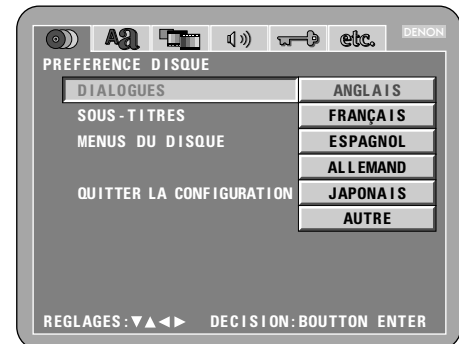 AA etc. DENON
PREFERENCE DISQUE
DIALOGUES ANGLAIS
SOUS-TITRES FRANÇAIS
MENUS DU DISQUE ESPAGNOL
ALLEMAND
QUITTER LA CONFIGURATION JAPONAIS
AUTRE
REGLAGES:▼▲◄► DECISION:BOUTTON ENTER